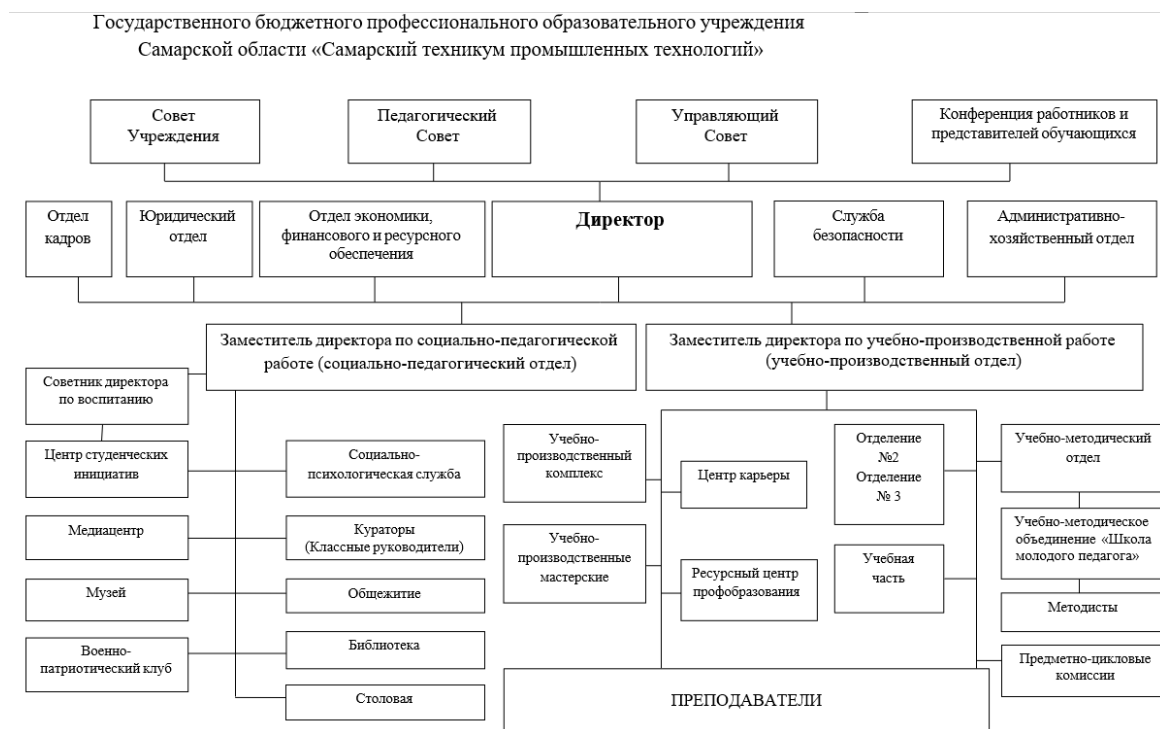 Государственного бюджетного профессионального образовательного учреждения
Самарской области «Самарский техникум промышленных технологий»
Совет
Учреждения
Педагогический
Совет
Управляющий
Совет
Конференция работников и
представителей обучающихся
Отдел
кадров
Юридический
отдел
Отдел экономики,
финансового и ресурсного
обеспечения
Директор
Служба
безопасности
Административно-
хозяйственный отдел
Заместитель директора по социально-педагогической
работе (социально-педагогический отдел)
Заместитель директора по учебно-производственной работе
(учебно-производственный отдел)
Советник директора
по воспитанию
Центр студенческих
инициатив
Социально-
психологическая служба
Учебно-
производственный
комплекс
Центр карьеры
Отделение
№2
Отделение
№ 3
Учебно-методический
отдел
Медиацентр
Кураторы
(Классные руководители)
Учебно-
производственные
мастерские
Ресурсный центр
профобразования
Учебная
часть
Учебно-методическое
объединение «Школа
молодого педагога»
Музей
Общежитие
Методисты
Военно-
патриотический клуб
Библиотека
Предметно-цикловые
комиссии
Столовая
ПРЕПОДАВАТЕЛИ